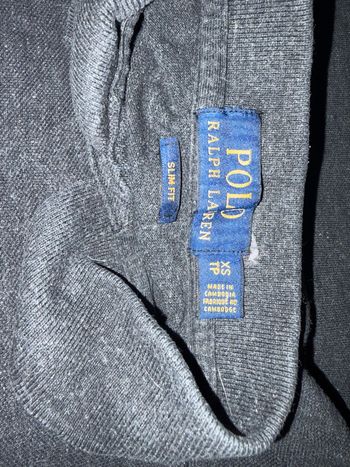 POLO
RALPH LAUREN
SLIM FIT
XS
TP
MADE IN
CAMBODIA
FABRIQUÉ AU
CAMBODGE